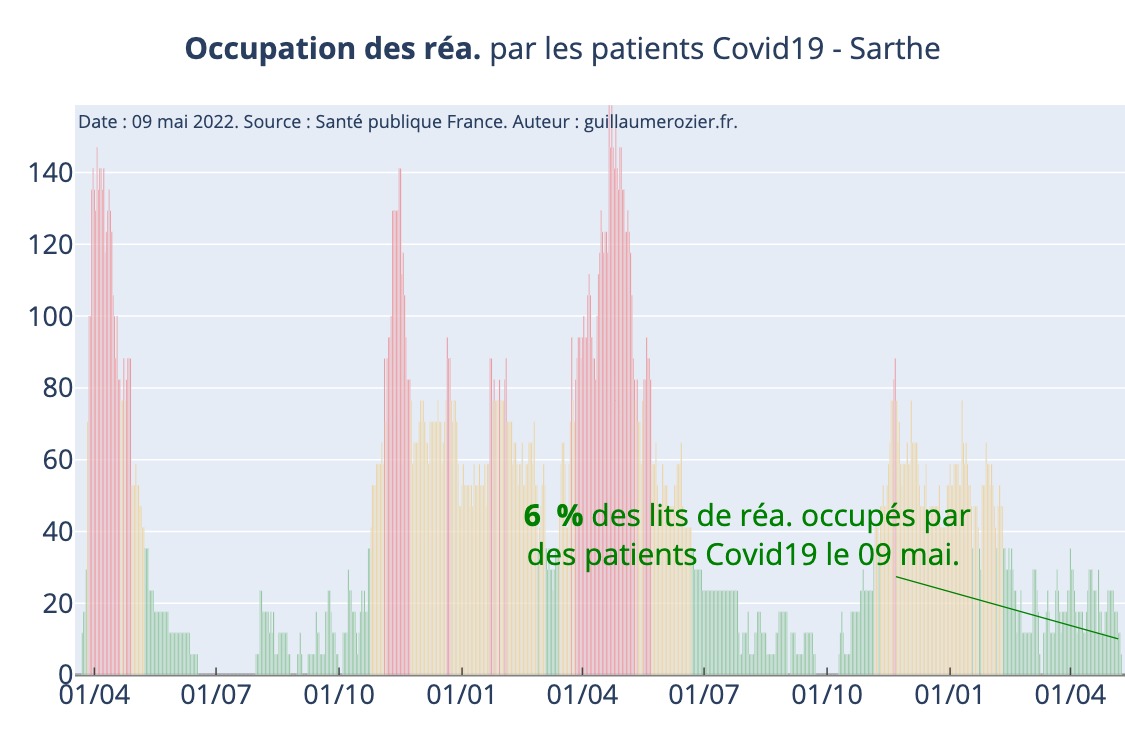 Occupation des réa. par les patients Covid19 - Sarthe
Date : 09 mai 2022. Source : Santé publique France. Auteur : guillaumerozier.fr.
140
120
100
80
60
6 % des lits de réa. occupés par
des patients Covid19 le 09 mai.
40
20
0
01/04 01/07 01/10 01/01 01/04 01/07 01/10 01/01 01/04